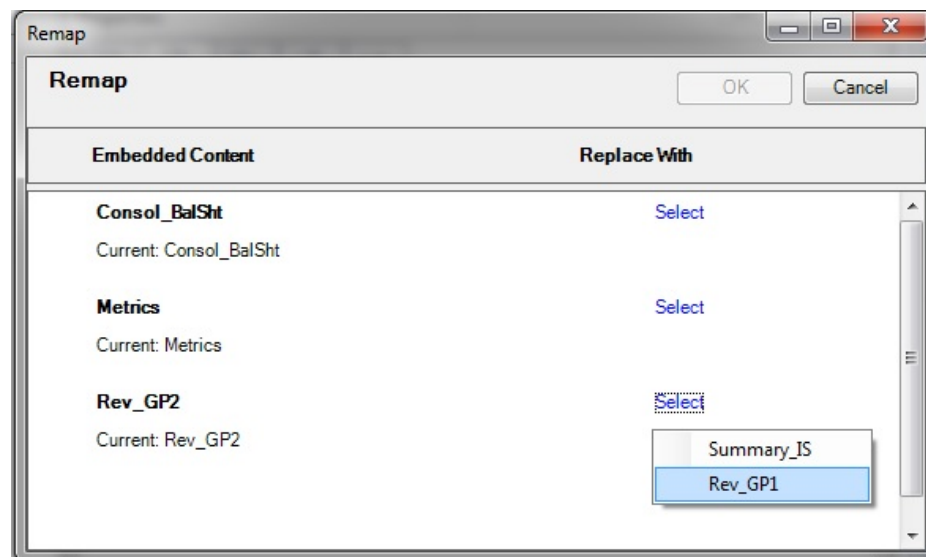 Remap
Remap
OK
Cancel
Embedded Content
Replace With
Consol_BalSht
Select
Current: Consol_BalSht
Metrics
Select
Current: Metrics
Rev_GP2
Select
Current: Rev_GP2
Summary_IS
Rev_GP1